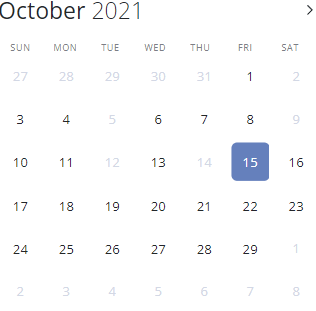 October 2021
SUN MON TUE WED THU FRI SAT
27 28 29 30 31 1 2
3 4 5 6 7 8 9
10 11 12 13 14 15 16
17 18 19 20 21 22 23
24 25 26 27 28 29 1
2 3 4 5 6 7 8